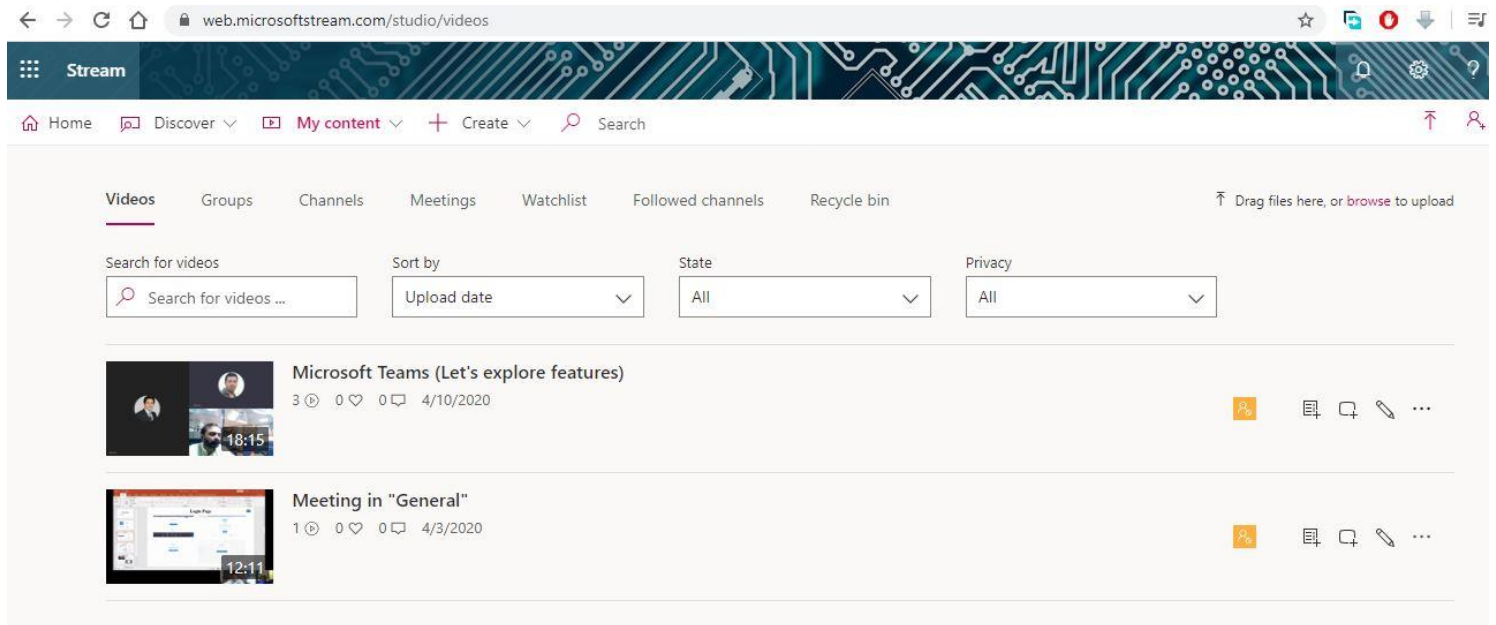 web.microsoftstream.com/studio/videos
Stream ?
Home Discover My content Create Search
Videos Groups Channels Meetings Watchlist Followed channels Recycle bin Drag files here, or browse to upload
Search for videos Sort by State Privacy
Search for videos ... Upload date All All
Microsoft Teams (Let's explore features)
3 0 0 4/10/2020
18:15
Login Page
Meeting in "General"
1 0 0 4/3/2020
12:11